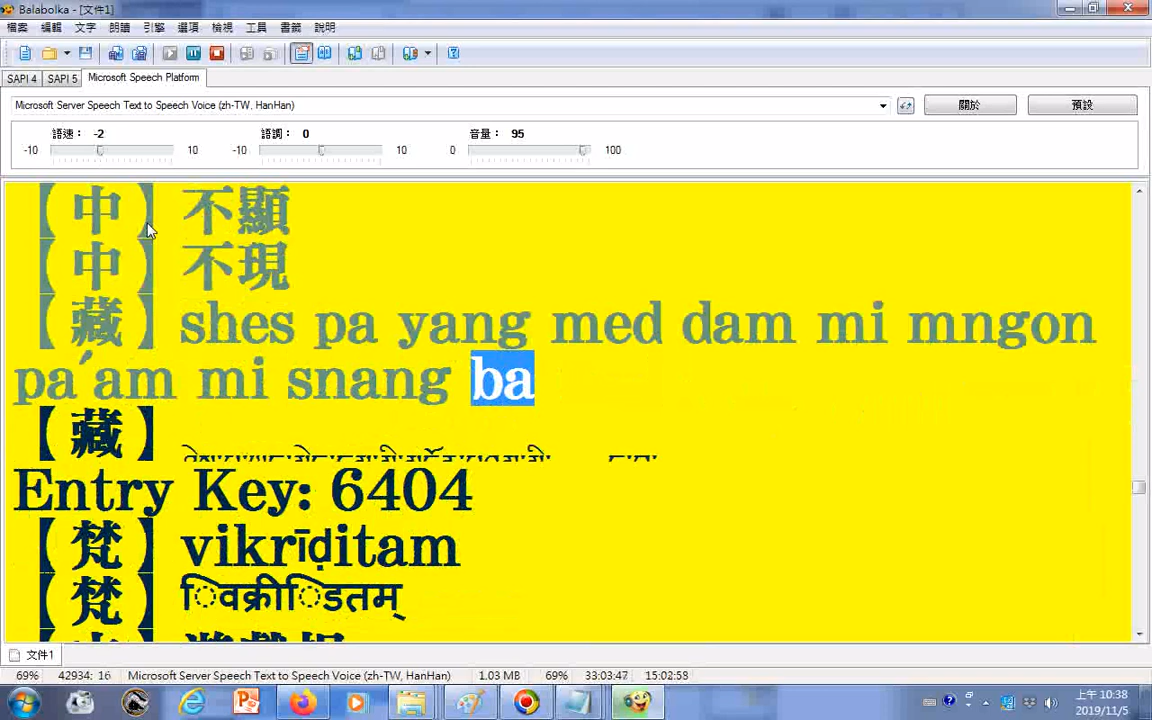 Balabolka - [文件1]
檔案 編輯 文字 朗讀 引擎 選項 檢視 工具 書籤 說明
SAPI 4 SAPI 5 Microsoft Speech Platform
Microsoft Server Speech Text to Speech Voice (zh-TW, HanHan) 關於 預設
語速： -2 語調： 0 音量： 95
-10 10 -10 10 0 100
【中】不顯
【中】不現
【藏】shes pa yang med dam mi mngon
pa´am mi snang ba
【藏】
Entry Key: 6404
【梵】vikrīḍitam
【梵】िवक्रीिडतम्
文件1
69% 42934: 16 Microsoft Server Speech Text to Speech Voice (zh-TW, HanHan) 1.03 MB 69% 33:03:47 15:02:58
上午 10:38
2019/11/5